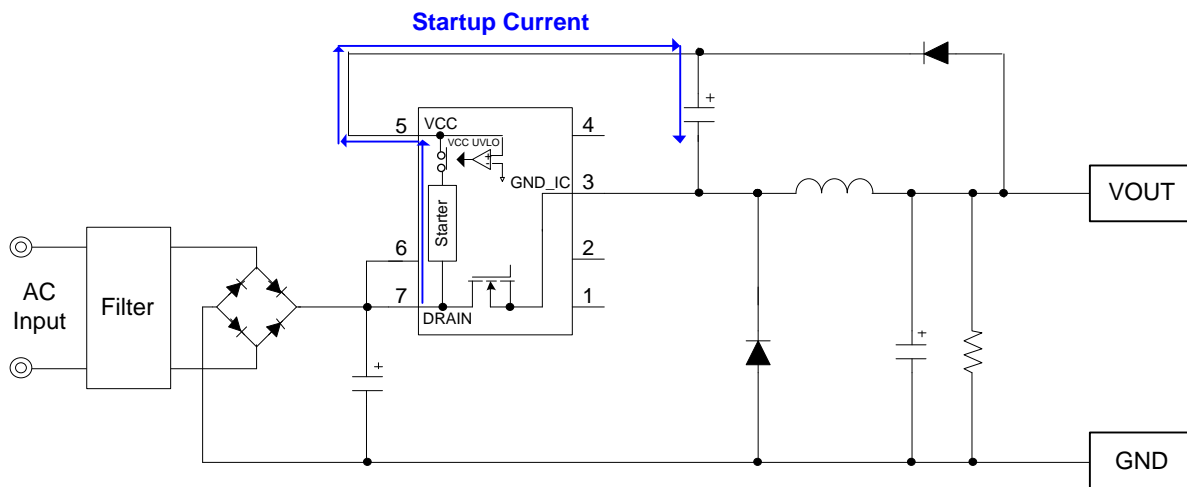 Startup Current
+
5
VCC
4
VCC UVLO
+
-
GND_IC
3
VOUT
Starter
6
2
AC
Input
Filter
7
1
DRAIN
+
+
GND